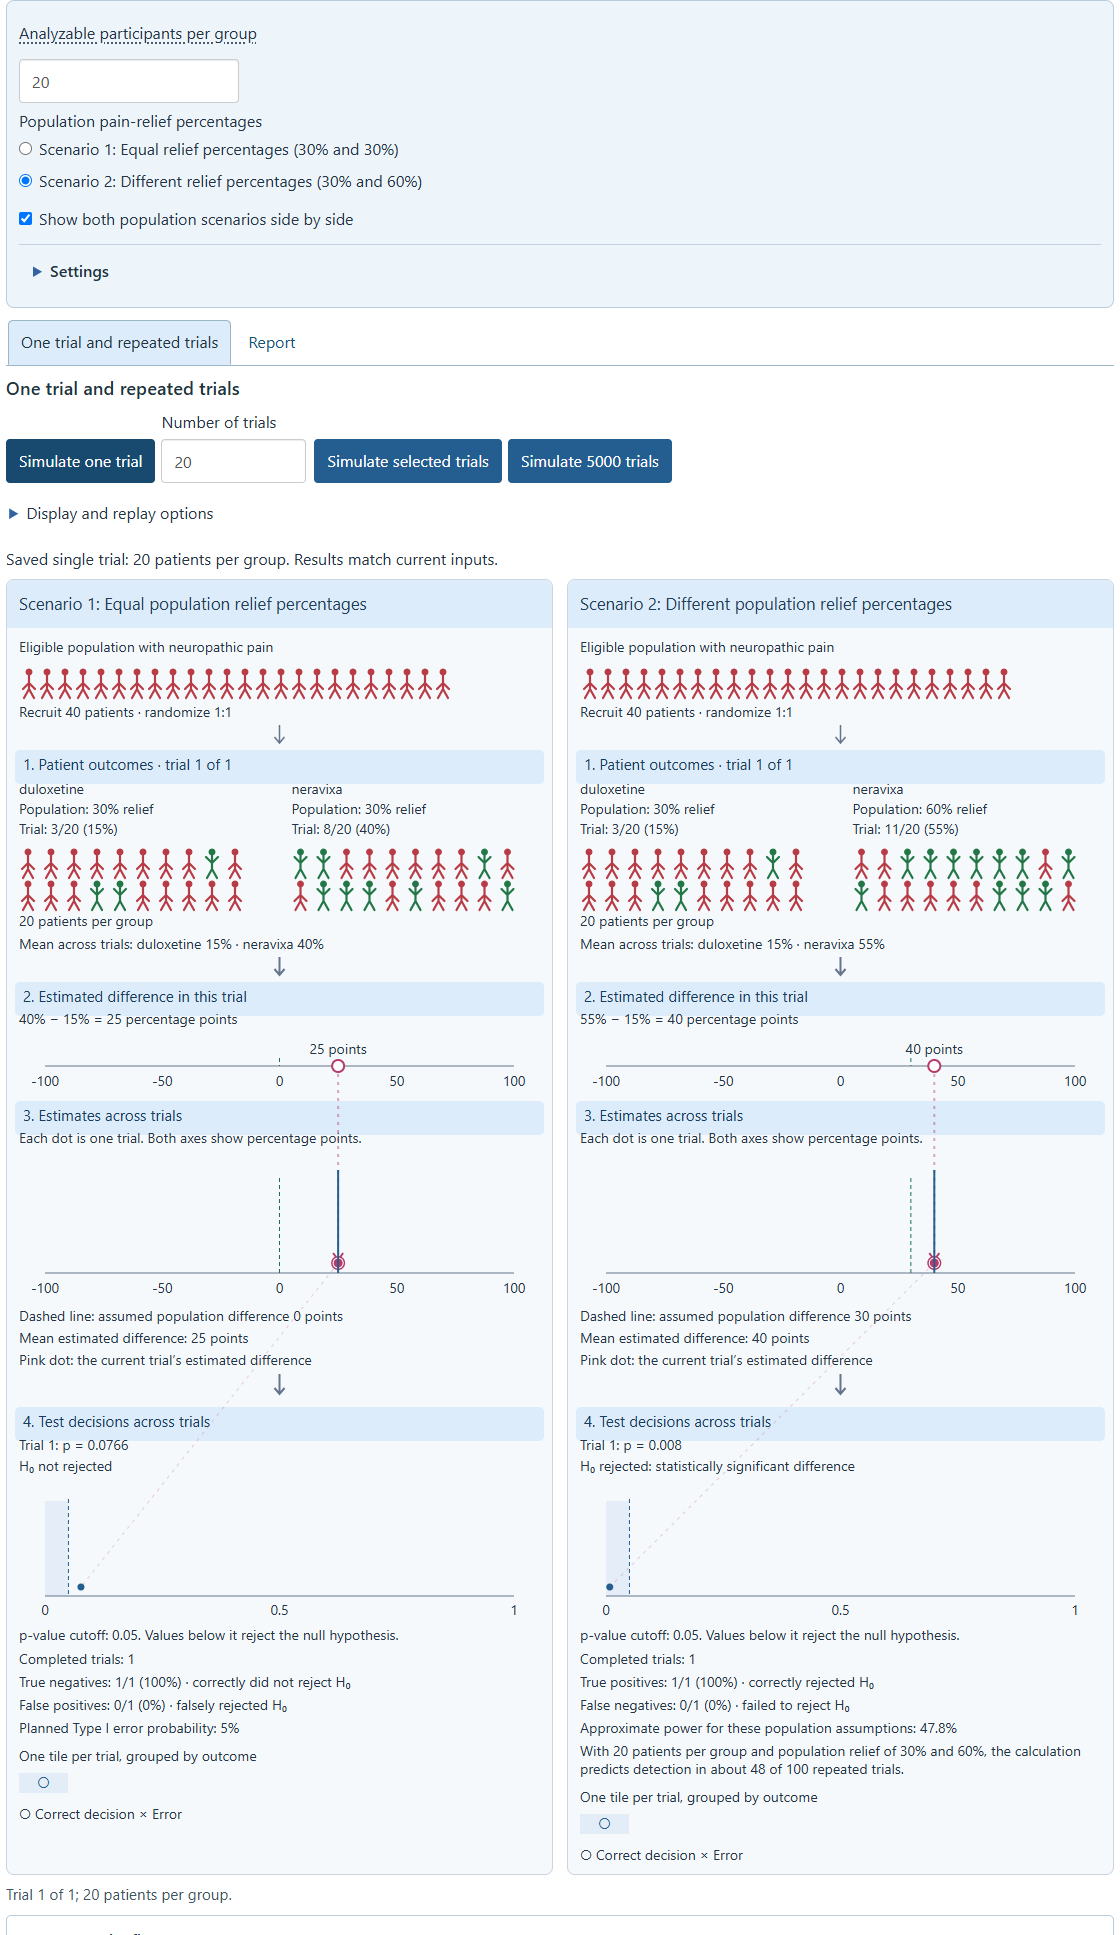 Analyzable participants per group
20
Population pain-relief percentages
Scenario 1: Equal relief percentages (30% and 30%)
Scenario 2: Different relief percentages (30% and 60%)
Show both population scenarios side by side
Settings
One trial and repeated trials
Report
One trial and repeated trials
Number of trials
Simulate one trial
20
Simulate selected trials
Simulate 5000 trials
Display and replay options
Saved single trial: 20 patients per group. Results match current inputs.
Scenario 1: Equal population relief percentages
Eligible population with neuropathic pain
Recruit 40 patients · randomize 1:1
1. Patient outcomes · trial 1 of 1
duloxetine
Population: 30% relief
Trial: 3/20 (15%)
neravixa
Population: 30% relief
Trial: 8/20 (40%)
20 patients per group
Mean across trials: duloxetine 15% · neravixa 40%
2. Estimated difference in this trial
40% − 15% = 25 percentage points
25 points
-100 -50 0 50 100
3. Estimates across trials
Each dot is one trial. Both axes show percentage points.
-100 -50 0 50 100
Dashed line: assumed population difference 0 points
Mean estimated difference: 25 points
Pink dot: the current trial's estimated difference
4. Test decisions across trials
Trial 1: p = 0.0766
H₀ not rejected
0 0.5 1
p-value cutoff: 0.05. Values below it reject the null hypothesis.
Completed trials: 1
True negatives: 1/1 (100%) · correctly did not reject H₀
False positives: 0/1 (0%) · falsely rejected H₀
Planned Type I error probability: 5%
One tile per trial, grouped by outcome
○ Correct decision × Error
Scenario 2: Different population relief percentages
Eligible population with neuropathic pain
Recruit 40 patients · randomize 1:1
1. Patient outcomes · trial 1 of 1
duloxetine
Population: 30% relief
Trial: 3/20 (15%)
neravixa
Population: 60% relief
Trial: 11/20 (55%)
20 patients per group
Mean across trials: duloxetine 15% · neravixa 55%
2. Estimated difference in this trial
55% − 15% = 40 percentage points
40 points
-100 -50 0 50 100
3. Estimates across trials
Each dot is one trial. Both axes show percentage points.
-100 -50 0 50 100
Dashed line: assumed population difference 30 points
Mean estimated difference: 40 points
Pink dot: the current trial's estimated difference
4. Test decisions across trials
Trial 1: p = 0.008
H₀ rejected: statistically significant difference
0 0.5 1
p-value cutoff: 0.05. Values below it reject the null hypothesis.
Completed trials: 1
True positives: 1/1 (100%) · correctly rejected H₀
False negatives: 0/1 (0%) · failed to reject H₀
Approximate power for these population assumptions: 47.8%
With 20 patients per group and population relief of 30% and 60%, the calculation
predicts detection in about 48 of 100 repeated trials.
One tile per trial, grouped by outcome
○ Correct decision × Error
Trial 1 of 1; 20 patients per group.